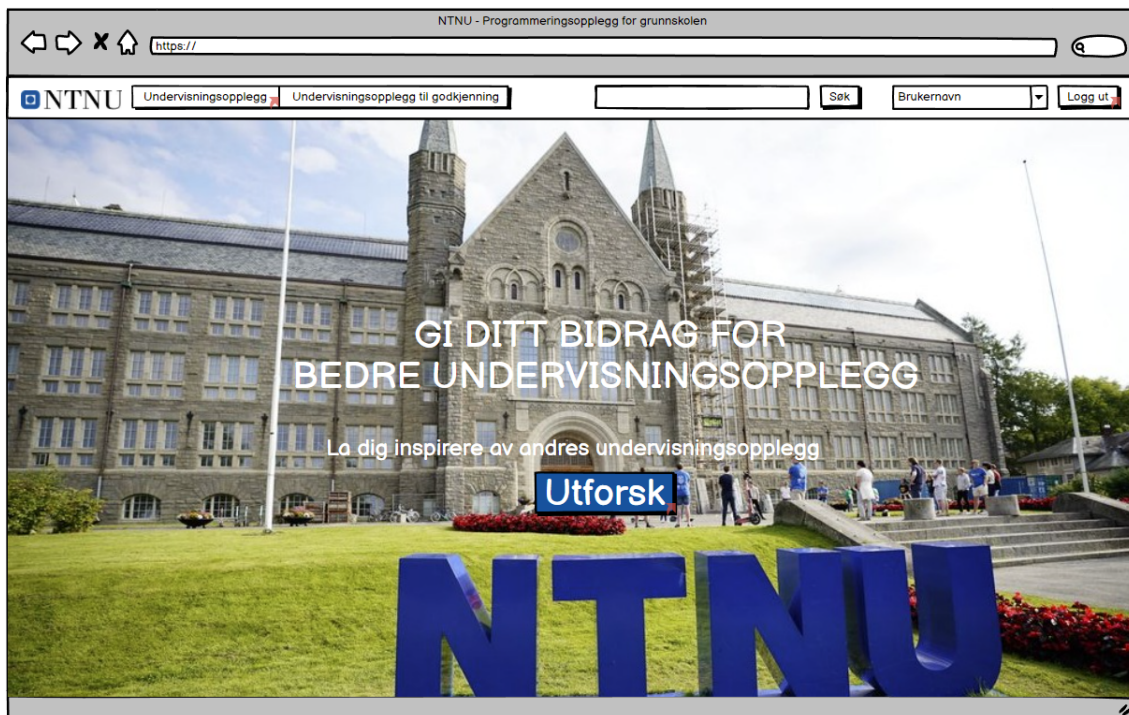 NTNU - Programmeringsopplegg for grunnskolen
https://
NTNU Undervisningsopplegg Undervisningsopplegg til godkjenning Søk Brukernavn Logg ut
GI DITT BIDRAG FOR
BEDRE UNDERVISNINGSOPPLEGG
La dig inspirere av andres undervisningsopplegg
Utforsk
NTNU